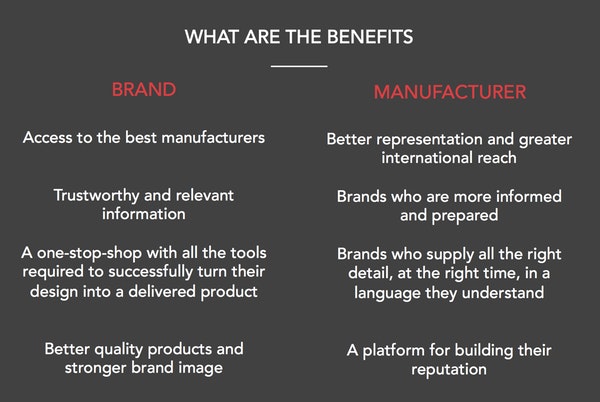 WHAT ARE THE BENEFITS
BRAND
Access to the best manufacturers
Trustworthy and relevant
information
A one-stop-shop with all the tools
required to successfully turn their
design into a delivered product
Better quality products and
stronger brand image
MANUFACTURER
Better representation and greater
international reach
Brands who are more informed
and prepared
Brands who supply all the right
detail, at the right time, in a
language they understand
A platform for building their
reputation